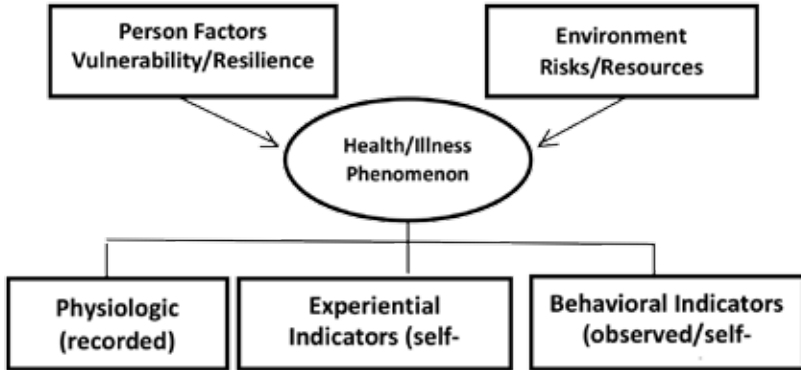 Person Factors
Vulnerability/Resilience
Environment
Risks/Resources
Health/Illness
Phenomenon
Physiologic
(recorded)
Experiential
Indicators (self-
Behavioral Indicators
(observed/self-